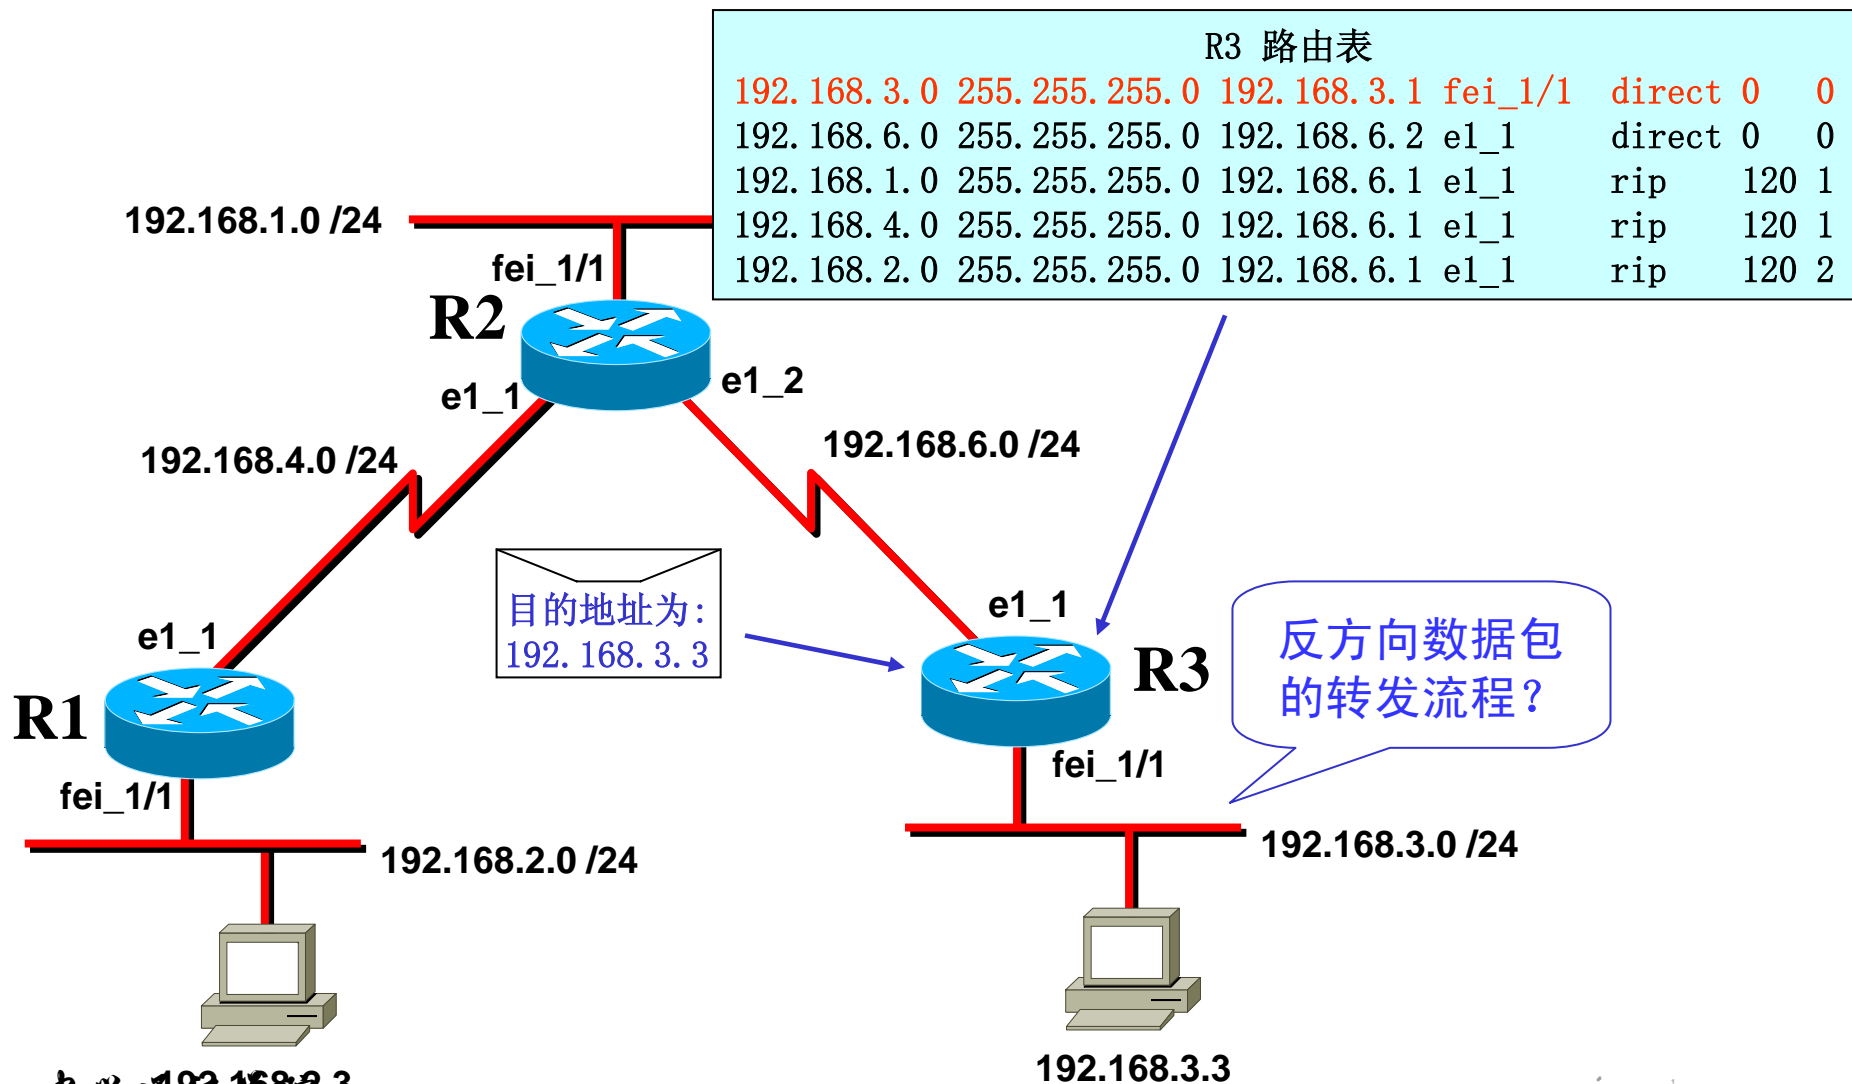 R3 路由表
192.168.3.0 255.255.255.0 192.168.3.1 fei_1/1 direct 0 0
192.168.6.0 255.255.255.0 192.168.6.2 e1_1 direct 0 0
192.168.1.0 255.255.255.0 192.168.6.1 e1_1 rip 120 1
192.168.4.0 255.255.255.0 192.168.6.1 e1_1 rip 120 1
192.168.2.0 255.255.255.0 192.168.6.1 e1_1 rip 120 2
192.168.1.0 /24
fei_1/1
R2
e1_1
e1_2
192.168.4.0 /24
192.168.6.0 /24
目的地址为:
192.168.3.3
e1_1
e1_1
R1
R3
反方向数据包
的转发流程?
fei_1/1
fei_1/1
192.168.2.0 /24
192.168.3.0 /24
192.168.3.3